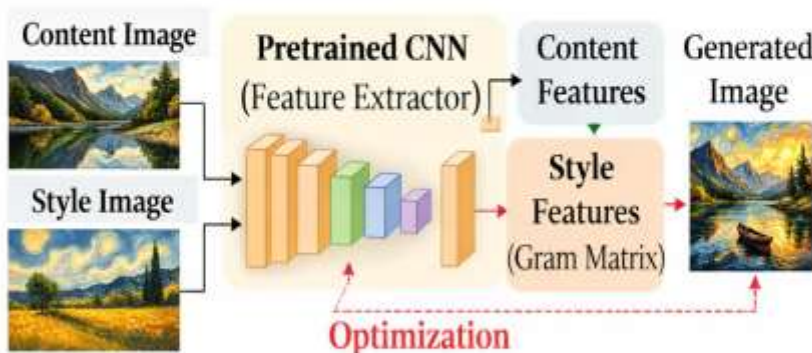 Content Image
Style Image
Pretrained CNN
(Feature Extractor)
Content
Features
Style
Features
(Gram Matrix)
Generated
Image
Optimization